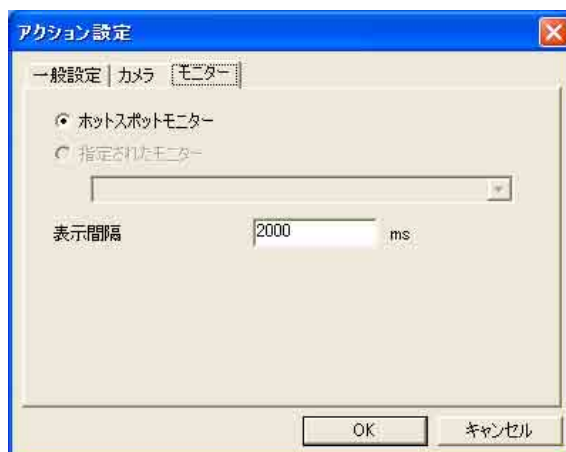 アクション設定
一般設定 カメラ モニター
ホットスポットモニター
指定されたモニター
表示間隔 2000 ms
OK キャンセル